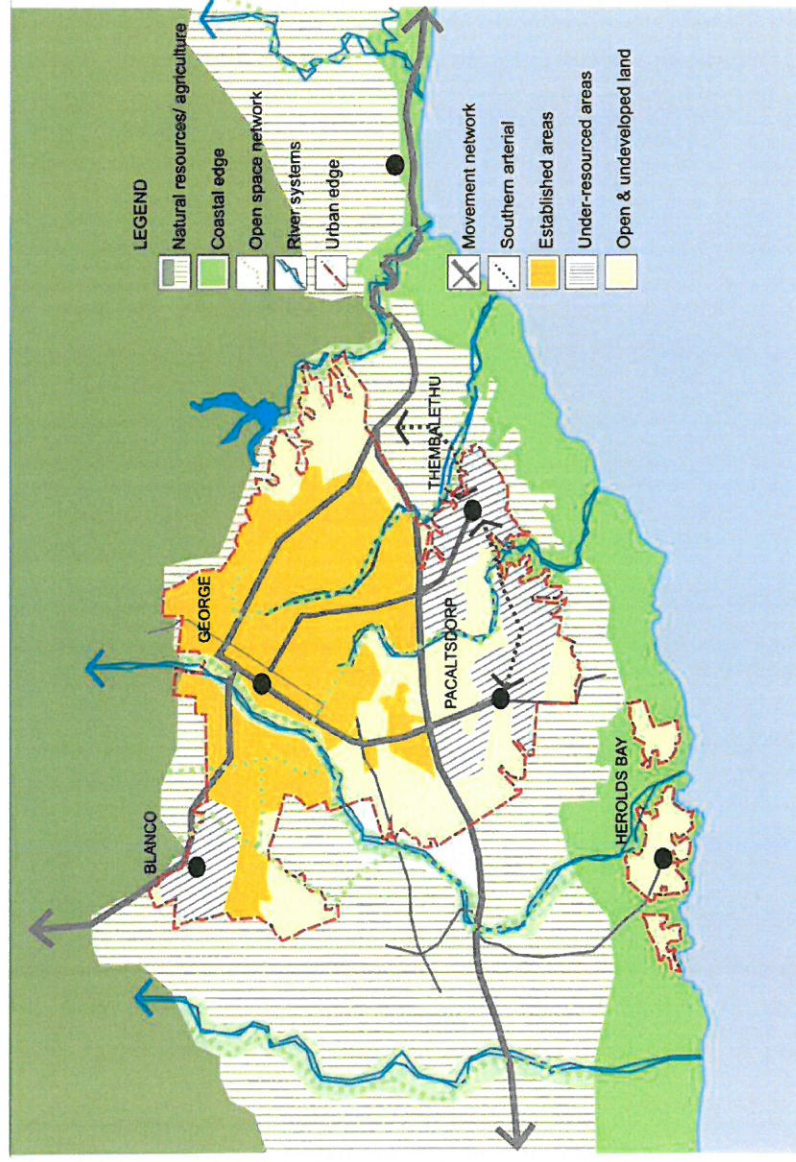 LEGEND
Natural resources/ agriculture
Coastal edge
Open space network
River systems
Urban edge
Movement network
Southern arterial
Established areas
Under-resourced areas
Open & undeveloped land
BLANCO
GEORGE
THEMBALETHU
PACALTSDORP
HEROLDS BAY